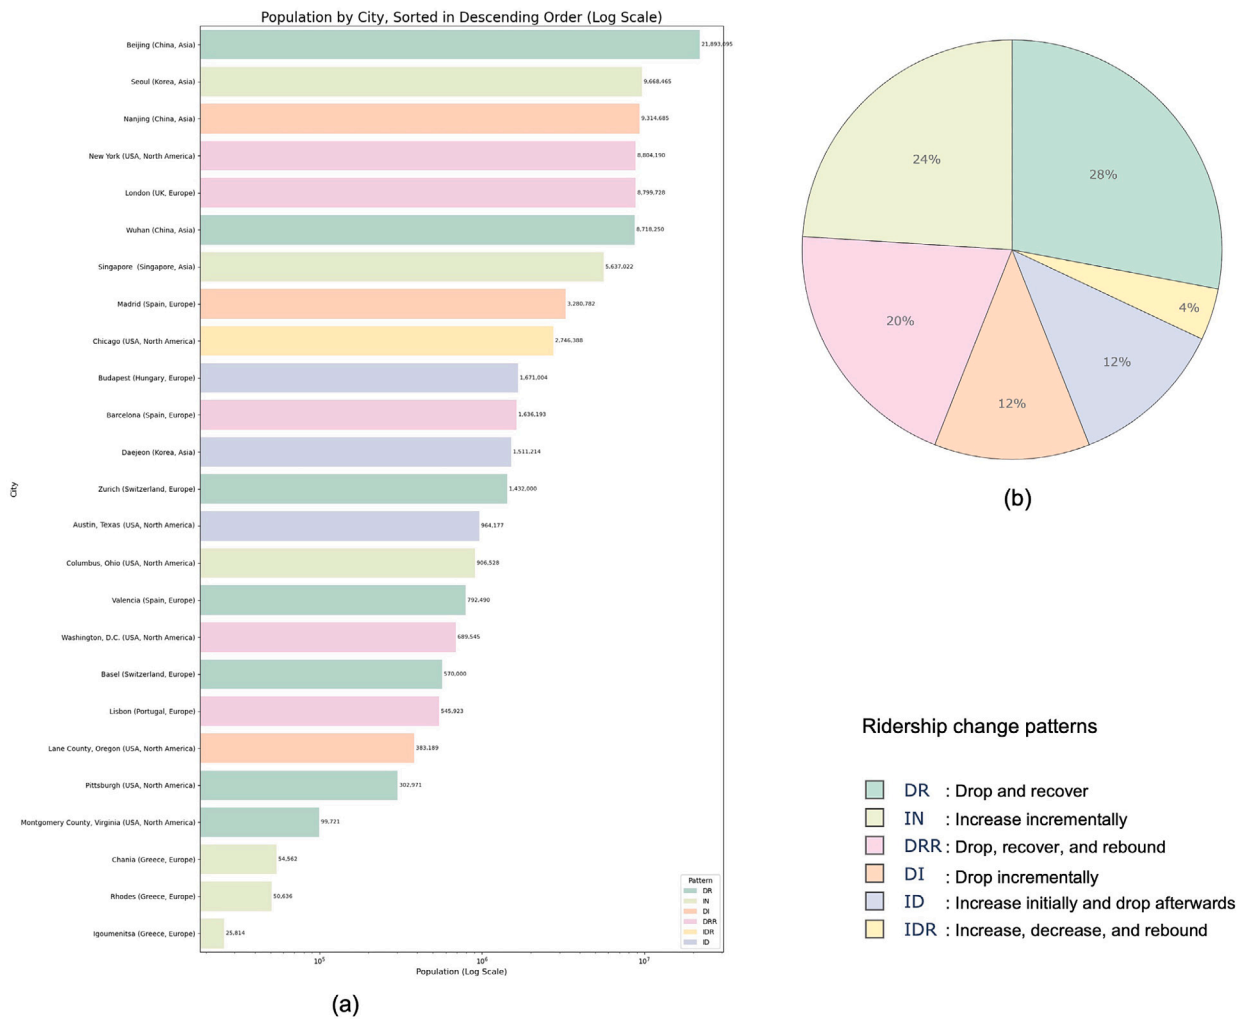 Population by City, Sorted in Descending Order (Log Scale)
Beijing (China, Asia) 21,893,095
Seoul (Korea, Asia) 9,668,465
Nanjing (China, Asia) 9,314,685
New York (USA, North America) 8,804,190
London (UK, Europe) 8,799,728
Wuhan (China, Asia) 8,718,250
Singapore (Singapore, Asia) 5,637,022
Madrid (Spain, Europe) 3,280,782
Chicago (USA, North America) 2,746,388
Budapest (Hungary, Europe) 1,671,004
Barcelona (Spain, Europe) 1,636,193
Daejeon (Korea, Asia) 1,511,214
Zurich (Switzerland, Europe) 1,432,000
Austin, Texas (USA, North America) 964,177
Columbus, Ohio (USA, North America) 906,528
Valencia (Spain, Europe) 792,490
Washington, D.C. (USA, North America) 689,545
Basel (Switzerland, Europe) 570,000
Lisbon (Portugal, Europe) 545,923
Lane County, Oregon (USA, North America) 383,189
Pittsburgh (USA, North America) 302,971
Montgomery County, Virginia (USA, North America) 99,721
Chania (Greece, Europe) 54,562
Rhodes (Greece, Europe) 50,636
Igoumenitsa (Greece, Europe) 25,814
City
Pattern
DR
IN
DI
DRR
IDR
ID
10⁵ 10⁶ 10⁷
Population (Log Scale)
(a)
24%
28%
4%
20%
12%
12%
(b)
Ridership change patterns
DR : Drop and recover
IN : Increase incrementally
DRR : Drop, recover, and rebound
DI : Drop incrementally
ID : Increase initially and drop afterwards
IDR : Increase, decrease, and rebound